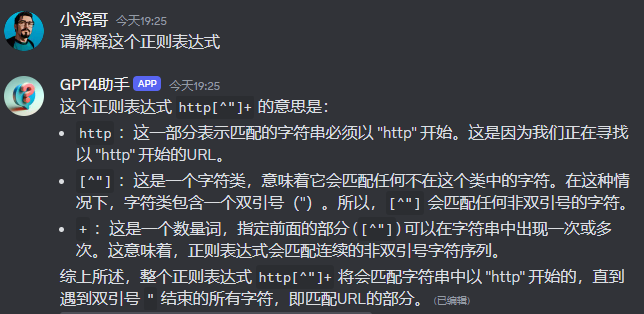 小洛哥 今天19:25
请解释这个正则表达式
GPT4助手 APP 今天19:25
这个正则表达式 http[^"]+ 的意思是：
• http ：这一部分表示匹配的字符串必须以 "http" 开始。这是因为我们正在寻找
以 "http" 开始的URL。
• [^"] ：这是一个字符类，意味着它会匹配任何不在这个类中的字符。在这种情
况下，字符类包含一个双引号（"）。所以， [^"] 会匹配任何非双引号的字符。
• + ：这是一个数量词，指定前面的部分 ([^"]) 可以在字符串中出现一次或多
次。这意味着，正则表达式会匹配连续的非双引号字符序列。
综上所述，整个正则表达式 http[^"]+ 将会匹配字符串中以 "http" 开始的，直到
遇到双引号 " 结束的所有字符，即匹配URL的部分。 (已编辑)